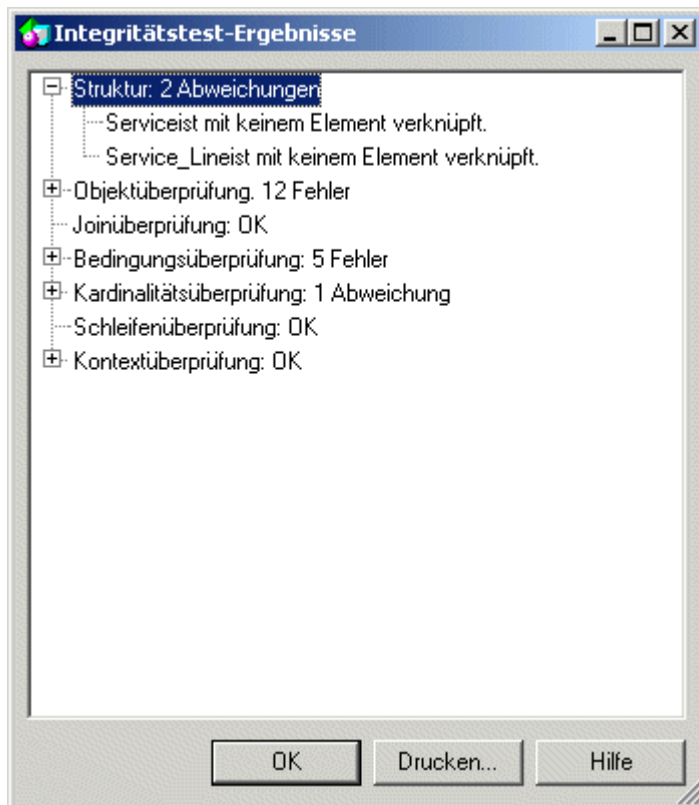 Integritätstest-Ergebnisse
Struktur: 2 Abweichungen
Serviceist mit keinem Element verknüpft.
Service_Lineist mit keinem Element verknüpft.
Objektüberprüfung. 12 Fehler
Joinüberprüfung: OK
Bedingungsüberprüfung: 5 Fehler
Kardinalitätsüberprüfung: 1 Abweichung
Schleifenüberprüfung: OK
Kontextüberprüfung: OK
OK Drucken... Hilfe